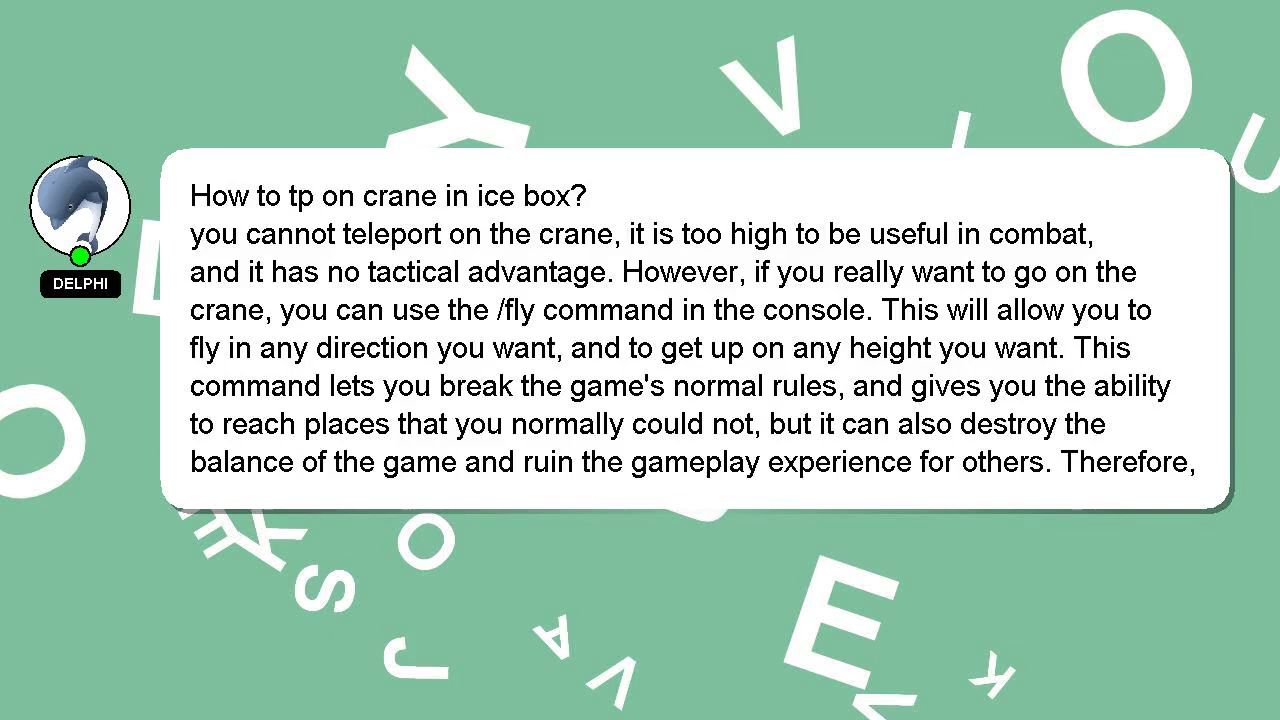 How to tp on crane in ice box?
you cannot teleport on the crane, it is too high to be useful in combat,
and it has no tactical advantage. However, if you really want to go on the
crane, you can use the /fly command in the console. This will allow you to
fly in any direction you want, and to get up on any height you want. This
command lets you break the game's normal rules, and gives you the ability
to reach places that you normally could not, but it can also destroy the
balance of the game and ruin the gameplay experience for others. Therefore,
DELPHI
Y
V
L
O
U
O
E
K
S
O
J
A
V
E
K
V